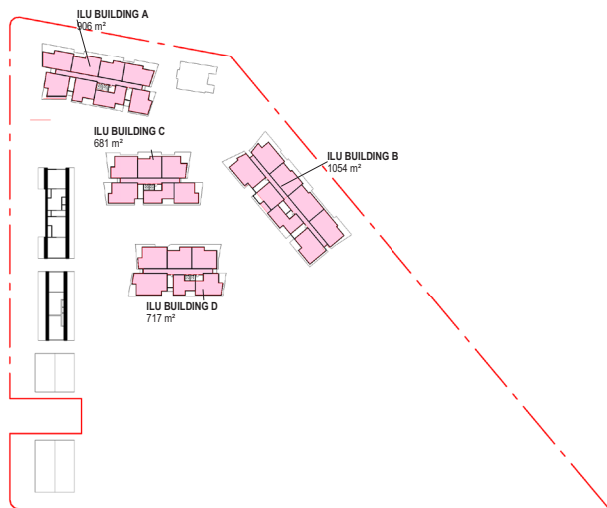 ILU BUILDING A
906 m²
ILU BUILDING C
681 m²
ILU BUILDING B
1054 m²
ILU BUILDING D
717 m²